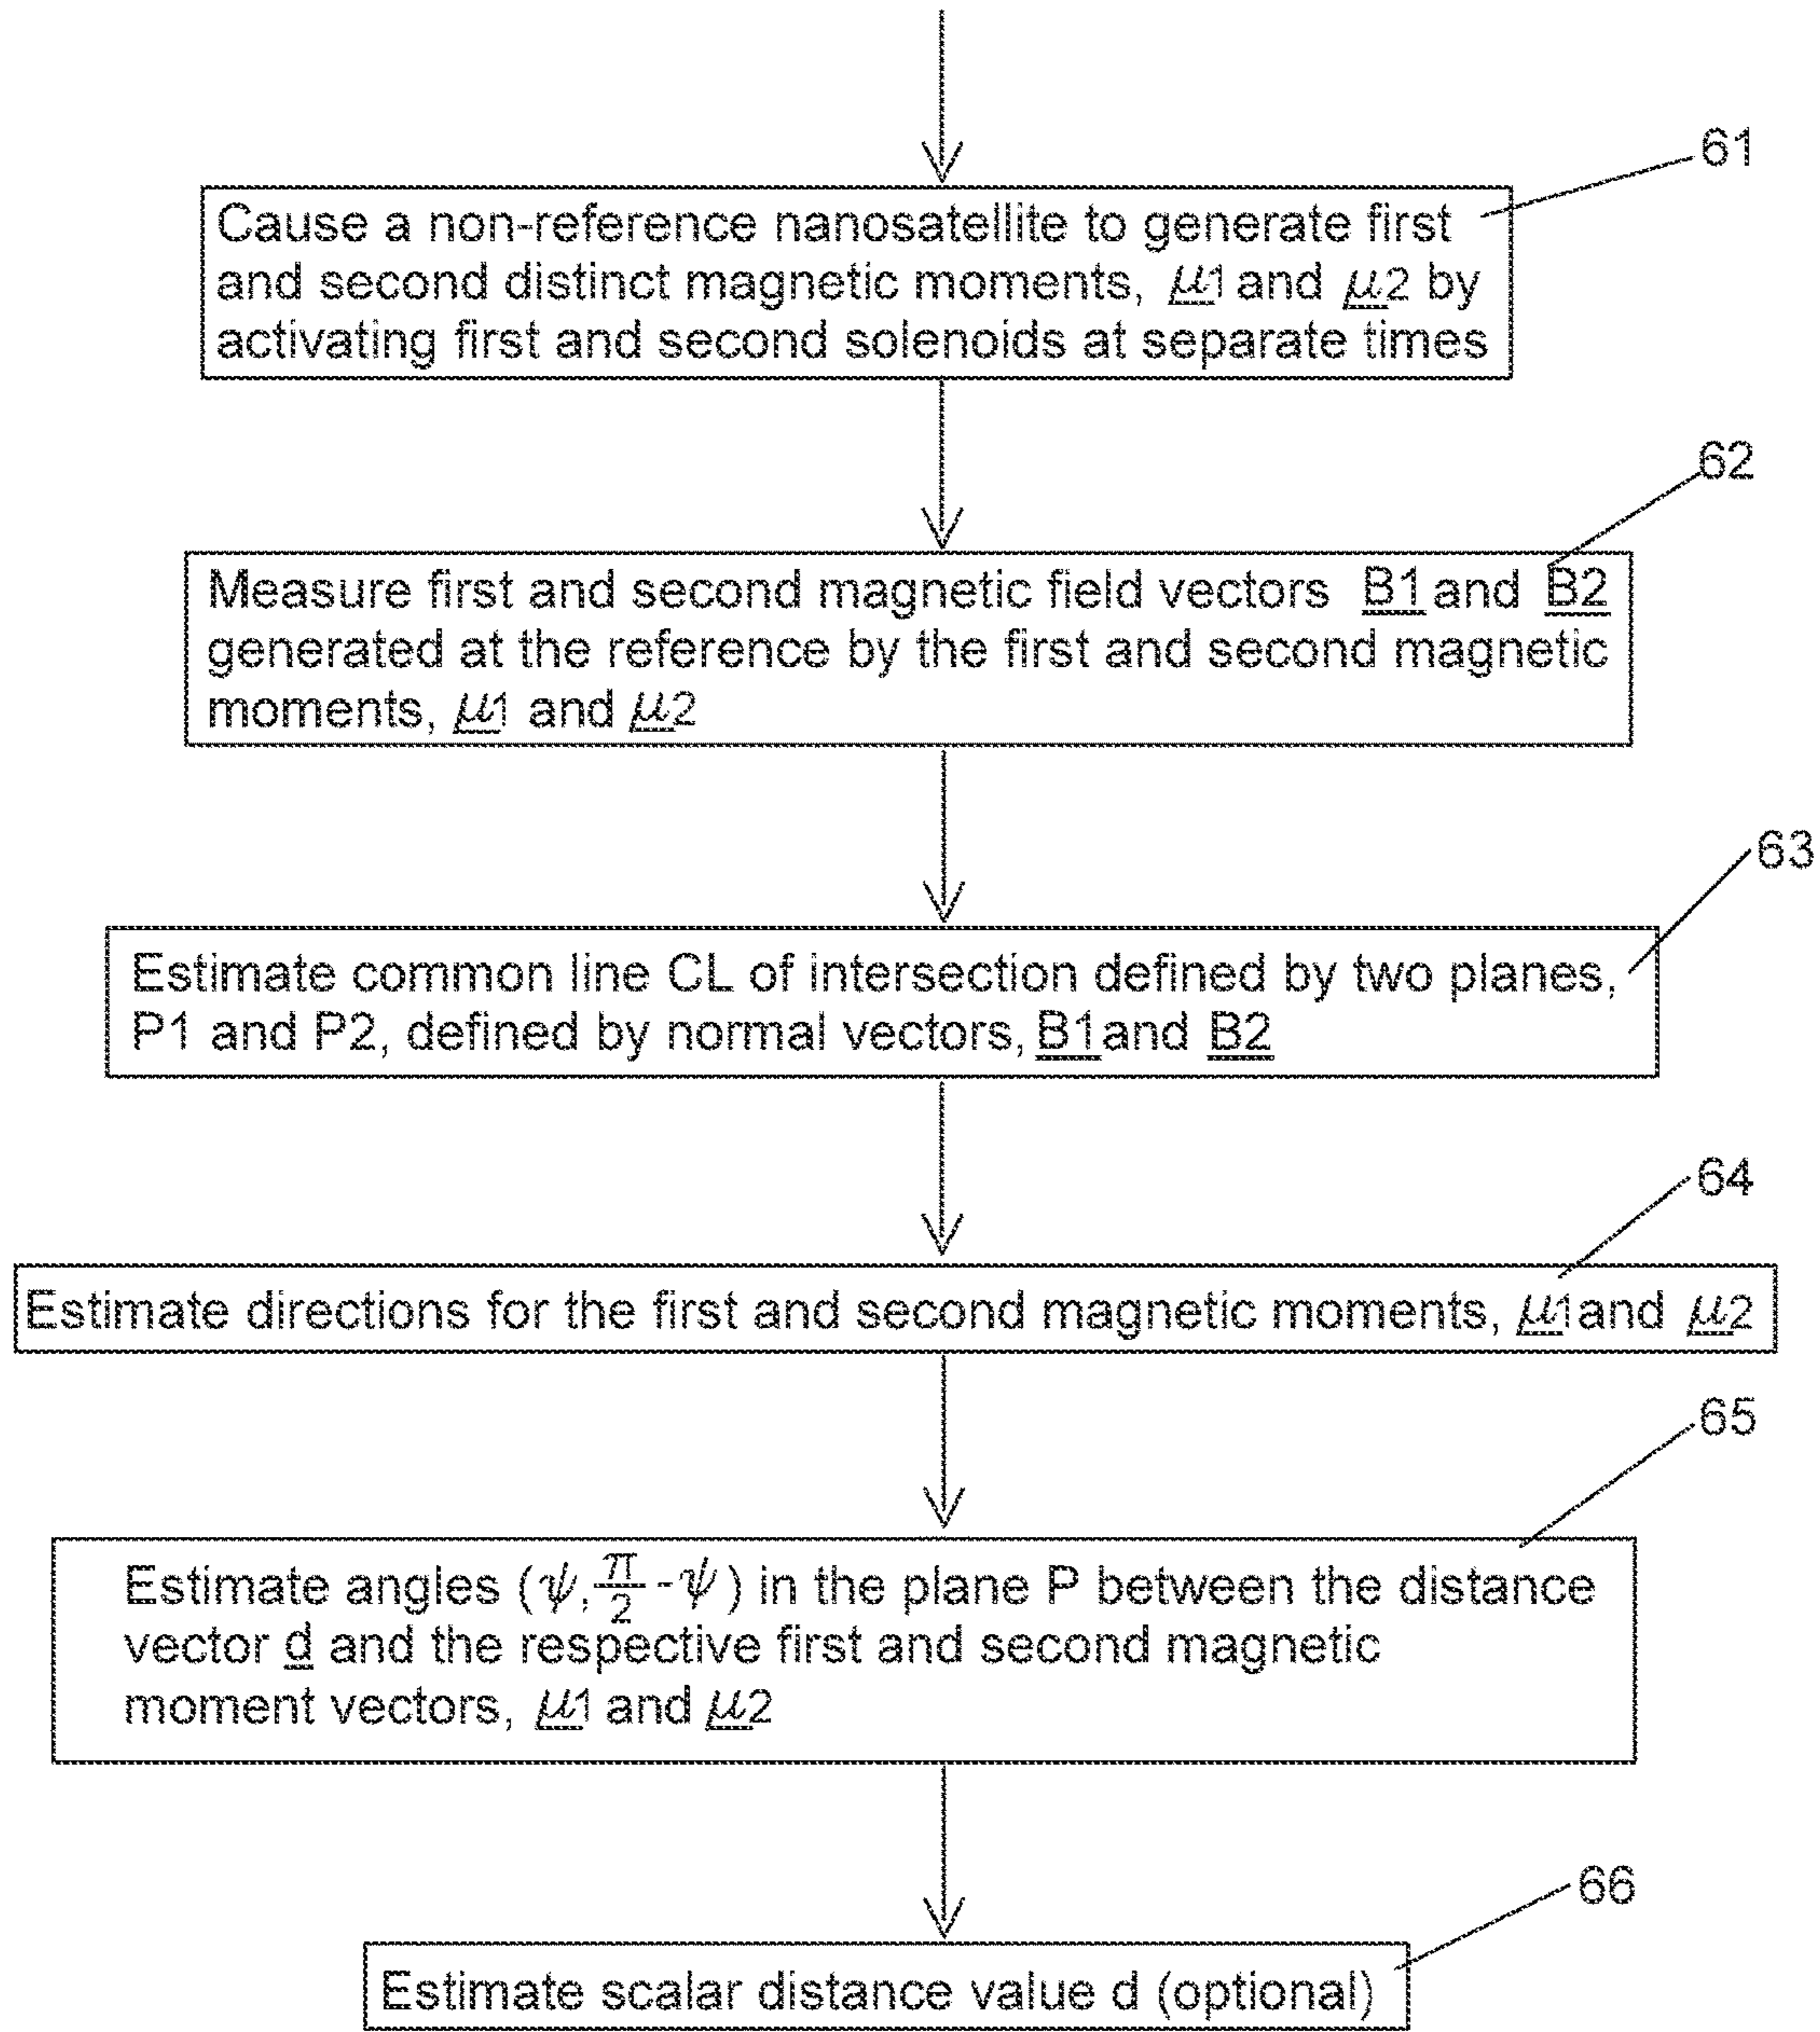 61
Cause a non-reference nanosatellite to generate first
and second distinct magnetic moments, μ1 and μ2 by
activating first and second solenoids at separate times
62
Measure first and second magnetic field vectors B1 and B2
generated at the reference by the first and second magnetic
moments, μ1 and μ2
63
Estimate common line CL of intersection defined by two planes,
P1 and P2, defined by normal vectors, B1 and B2
64
Estimate directions for the first and second magnetic moments, μ1 and μ2
65
Estimate angles (ψ, π/2 - ψ) in the plane P between the distance
vector d and the respective first and second magnetic
moment vectors, μ1 and μ2
66
Estimate scalar distance value d (optional)